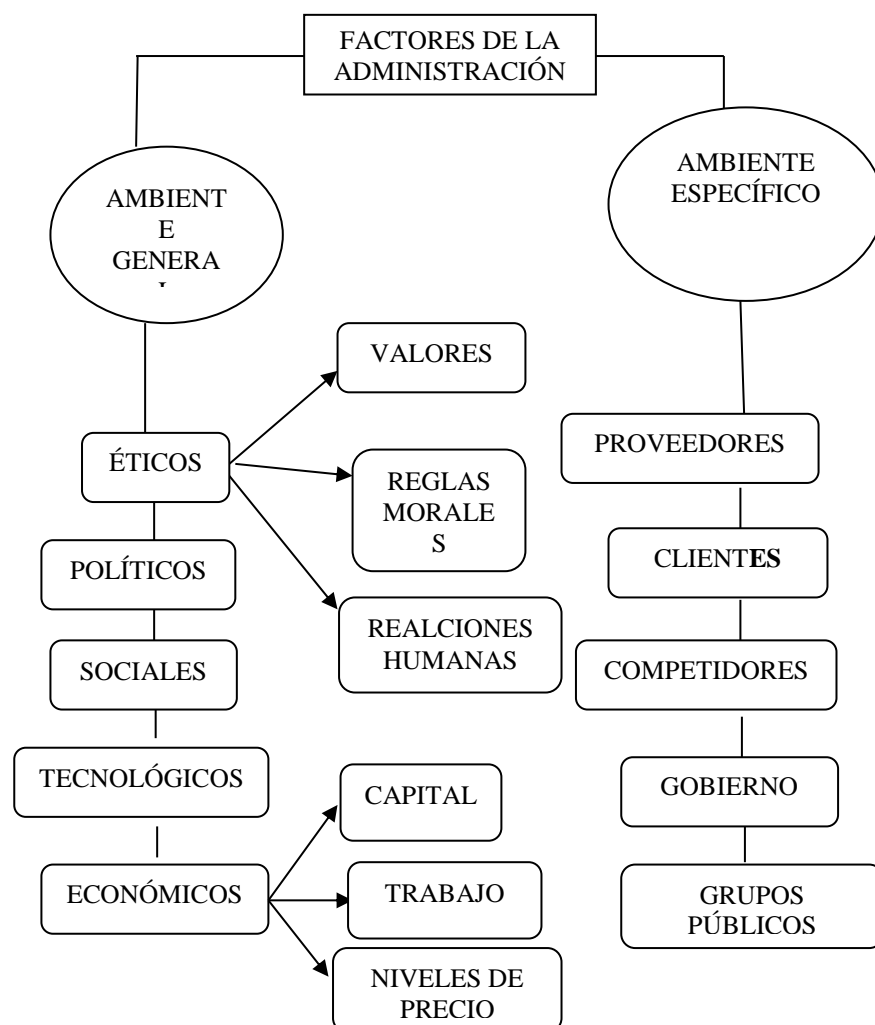 FACTORES DE LA
ADMINISTRACIÓN
AMBIENT
E
GENERA
L
AMBIENTE
ESPECÍFICO
VALORES
ÉTICOS
REGLAS
MORALE
S
POLÍTICOS
REALCIONES
HUMANAS
SOCIALES
TECNOLÓGICOS
CAPITAL
ECONÓMICOS
TRABAJO
NIVELES DE
PRECIO
PROVEEDORES
CLIENTES
COMPETIDORES
GOBIERNO
GRUPOS
PÚBLICOS